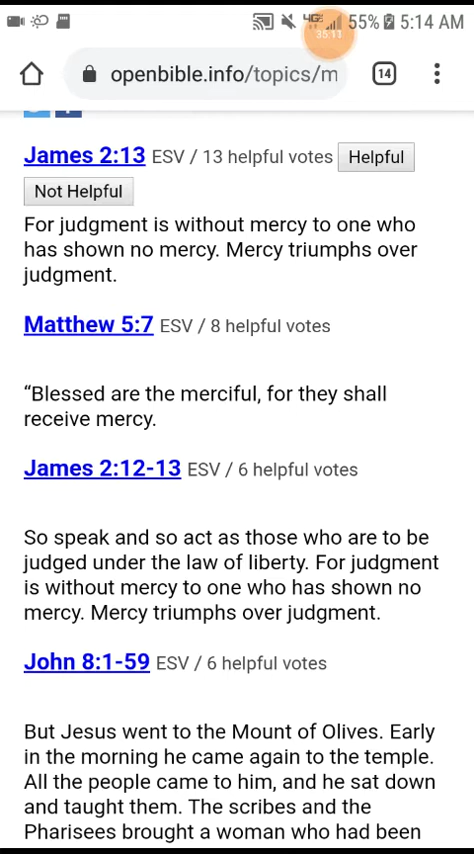 4GE 55% 5:14 AM
35:11
openbible.info/topics/m 14
James 2:13 ESV / 13 helpful votes Helpful
Not Helpful
For judgment is without mercy to one who
has shown no mercy. Mercy triumphs over
judgment.
Matthew 5:7 ESV / 8 helpful votes
“Blessed are the merciful, for they shall
receive mercy.
James 2:12-13 ESV / 6 helpful votes
So speak and so act as those who are to be
judged under the law of liberty. For judgment
is without mercy to one who has shown no
mercy. Mercy triumphs over judgment.
John 8:1-59 ESV / 6 helpful votes
But Jesus went to the Mount of Olives. Early
in the morning he came again to the temple.
All the people came to him, and he sat down
and taught them. The scribes and the
Pharisees brought a woman who had been